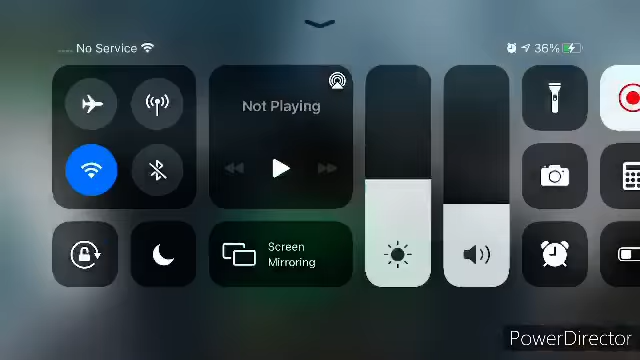 No Service
36%
Not Playing
Screen
Mirroring
PowerDirector